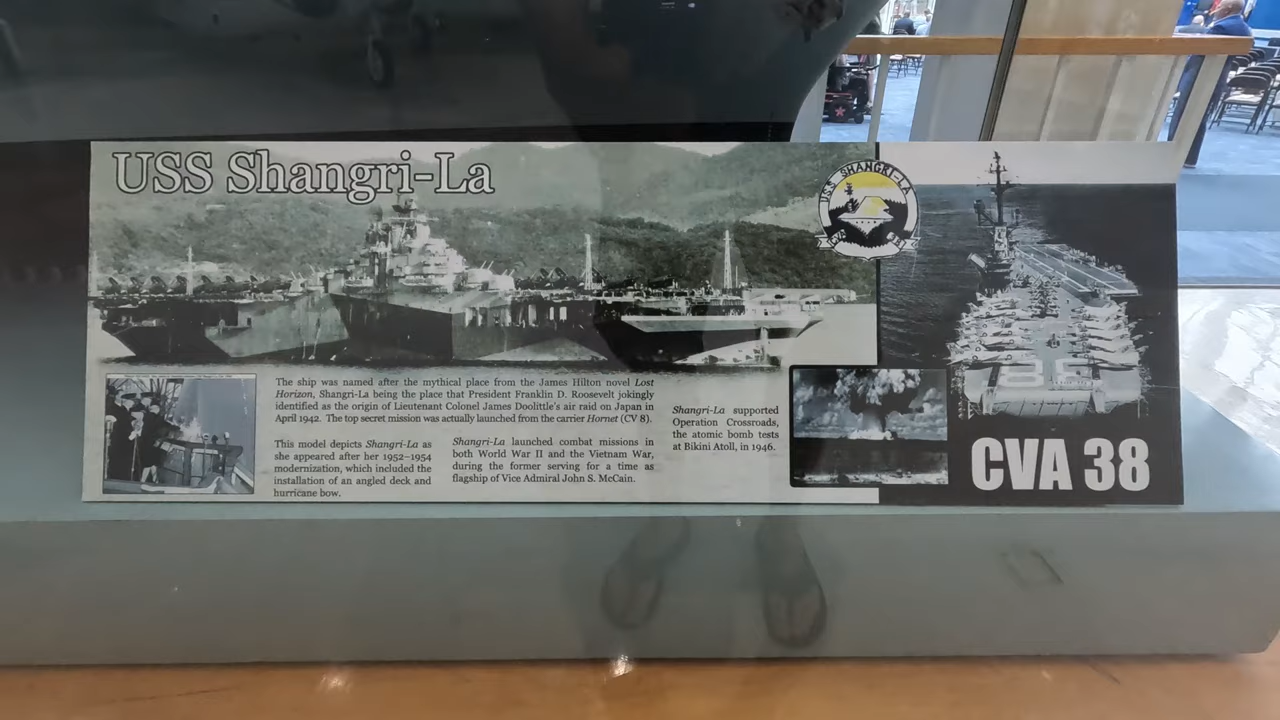 USS Shangri-La
USS SHANGRI-LA
The ship was named after the mythical place from the James Hilton novel Lost
Horizon, Shangri-La being the place that President Franklin D. Roosevelt jokingly
identified as the origin of Lieutenant Colonel James Doolittle's air raid on Japan in
April 1942. The top secret mission was actually launched from the carrier Hornet (CV 8).
This model depicts Shangri-La as
she appeared after her 1952–1954
modernization, which included the
installation of an angled deck and
hurricane bow.
Shangri-La launched combat missions in
both World War II and the Vietnam War,
during the former serving for a time as
flagship of Vice Admiral John S. McCain.
Shangri-La supported
Operation Crossroads,
the atomic bomb tests
at Bikini Atoll, in 1946.
38
CVA 38